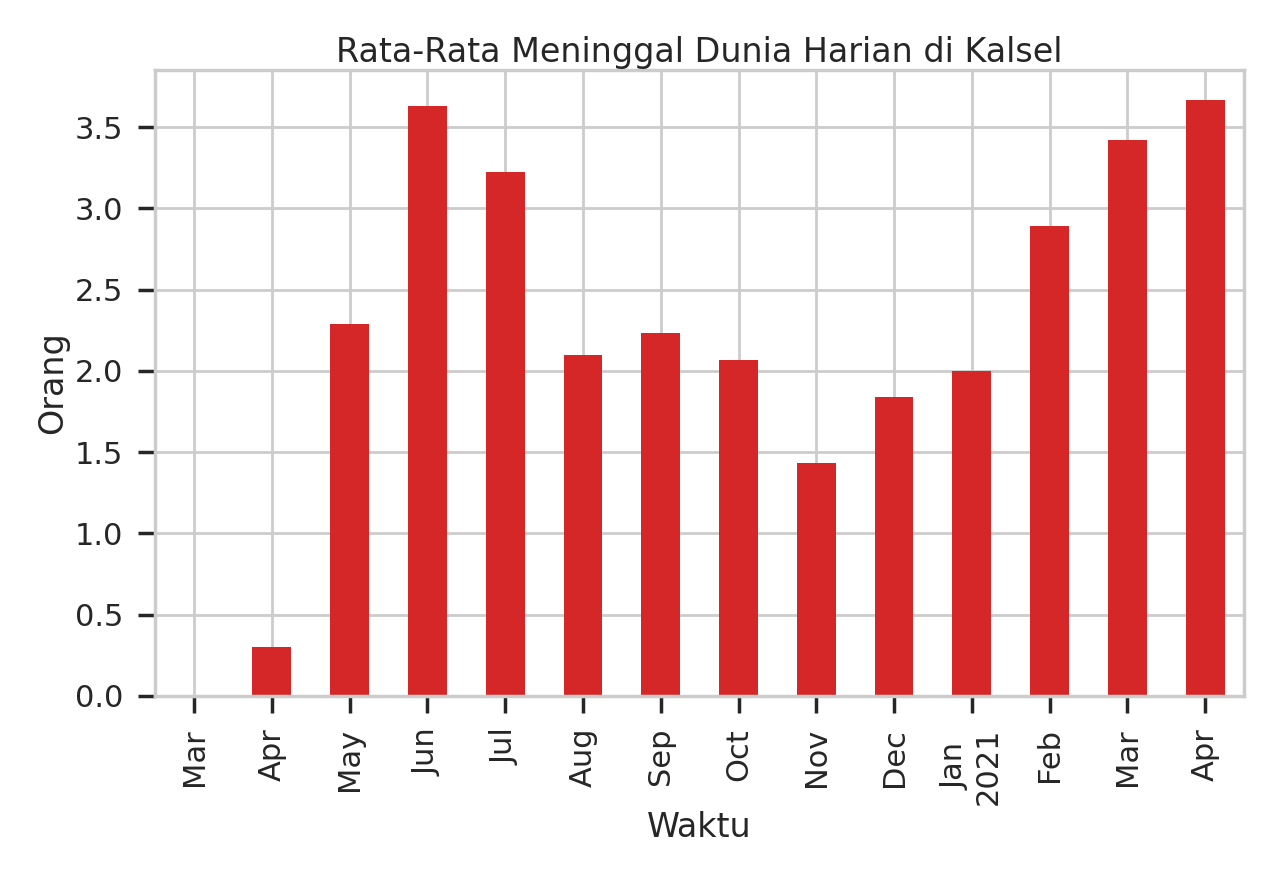 Rata-Rata Meninggal Dunia Harian di Kalsel
Orang
3.5
3.0
2.5
2.0
1.5
1.0
0.5
0.0
Mar
Apr
May
Jun
Jul
Aug
Sep
Oct
Nov
Dec
Jan
2021
Feb
Mar
Apr
Waktu